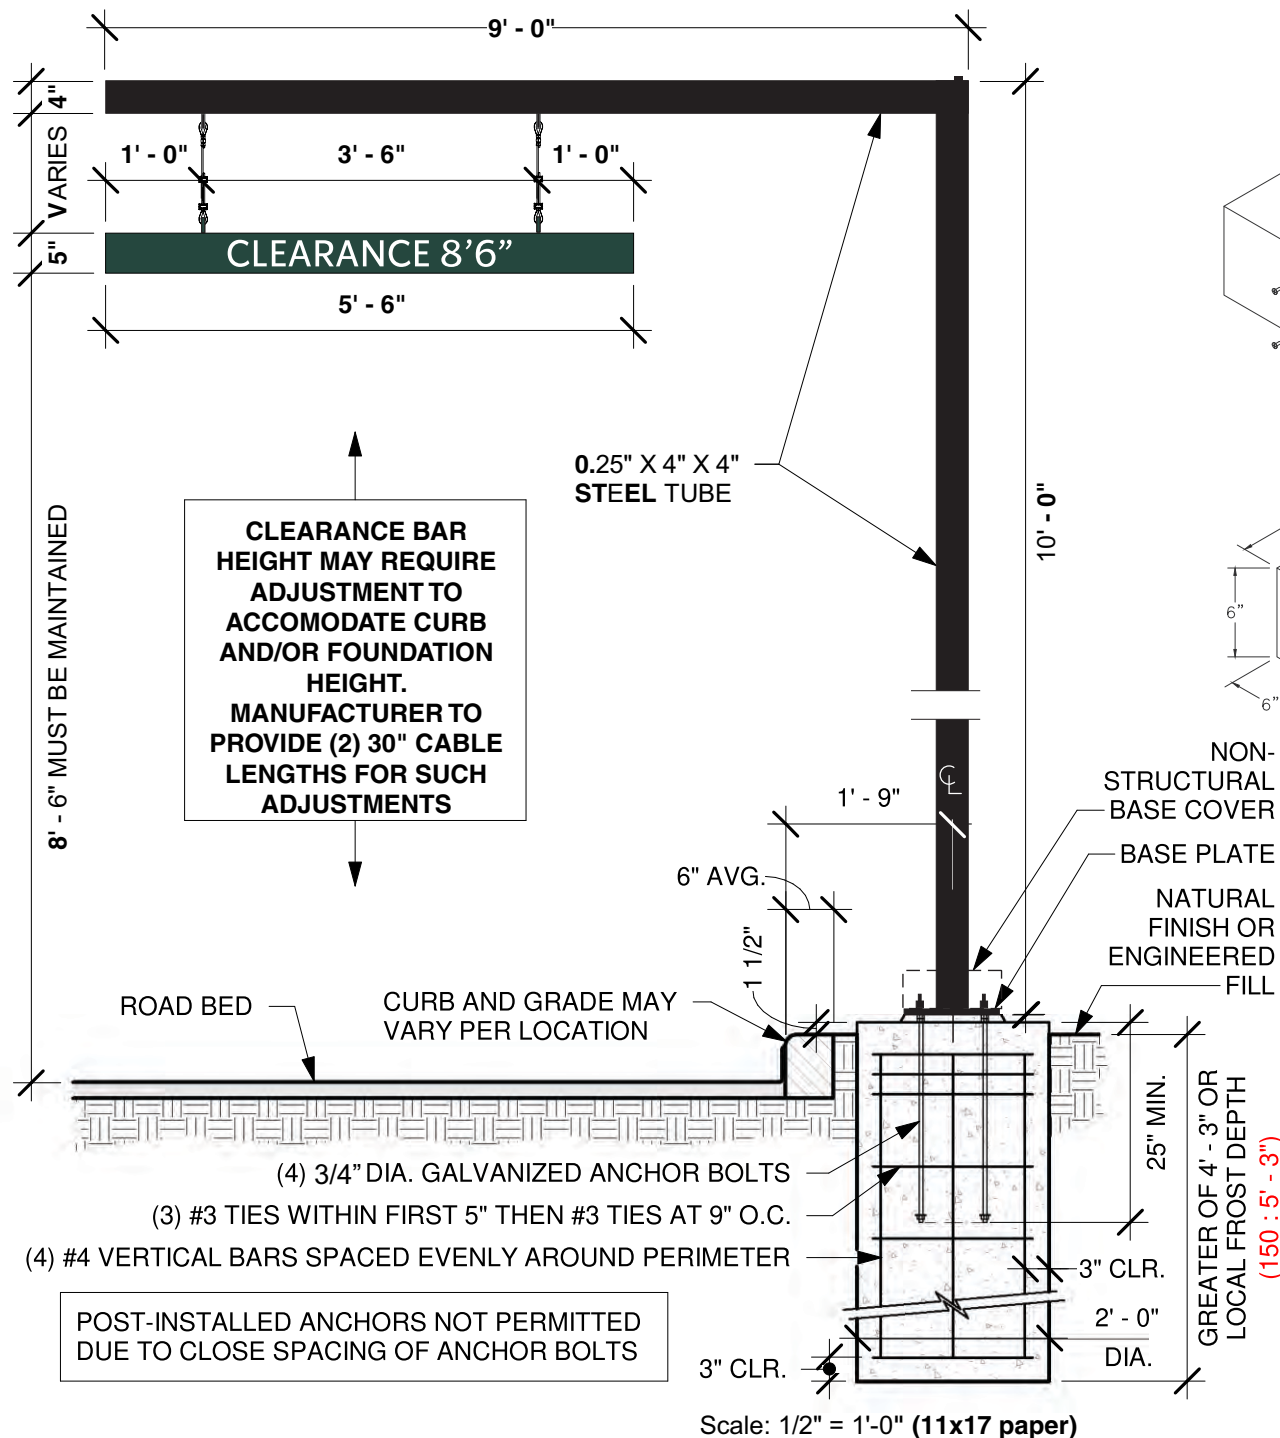 9' - 0"
4"
VARIES
1' - 0"
3' - 6"
1' - 0"
5"
CLEARANCE 8’6”
5' - 6"
0.25" X 4" X 4"
STEEL TUBE
10' - 0"
8' - 6" MUST BE MAINTAINED
CLEARANCE BAR
HEIGHT MAY REQUIRE
ADJUSTMENT TO
ACCOMODATE CURB
AND/OR FOUNDATION
HEIGHT.
MANUFACTURER TO
PROVIDE (2) 30" CABLE
LENGTHS FOR SUCH
ADJUSTMENTS
6”
6”
NON-
STRUCTURAL
BASE COVER
BASE PLATE
NATURAL
FINISH OR
ENGINEERED
FILL
CL
1' - 9"
6" AVG.
1 1/2"
ROAD BED
CURB AND GRADE MAY
VARY PER LOCATION
(4) 3/4” DIA. GALVANIZED ANCHOR BOLTS
(3) #3 TIES WITHIN FIRST 5" THEN #3 TIES AT 9" O.C.
(4) #4 VERTICAL BARS SPACED EVENLY AROUND PERIMETER
25" MIN.
GREATER OF 4' - 3" OR
LOCAL FROST DEPTH
(150 : 5' - 3")
3" CLR.
2' - 0"
DIA.
POST-INSTALLED ANCHORS NOT PERMITTED
DUE TO CLOSE SPACING OF ANCHOR BOLTS
3" CLR.
Scale: 1/2" = 1'-0" (11x17 paper)